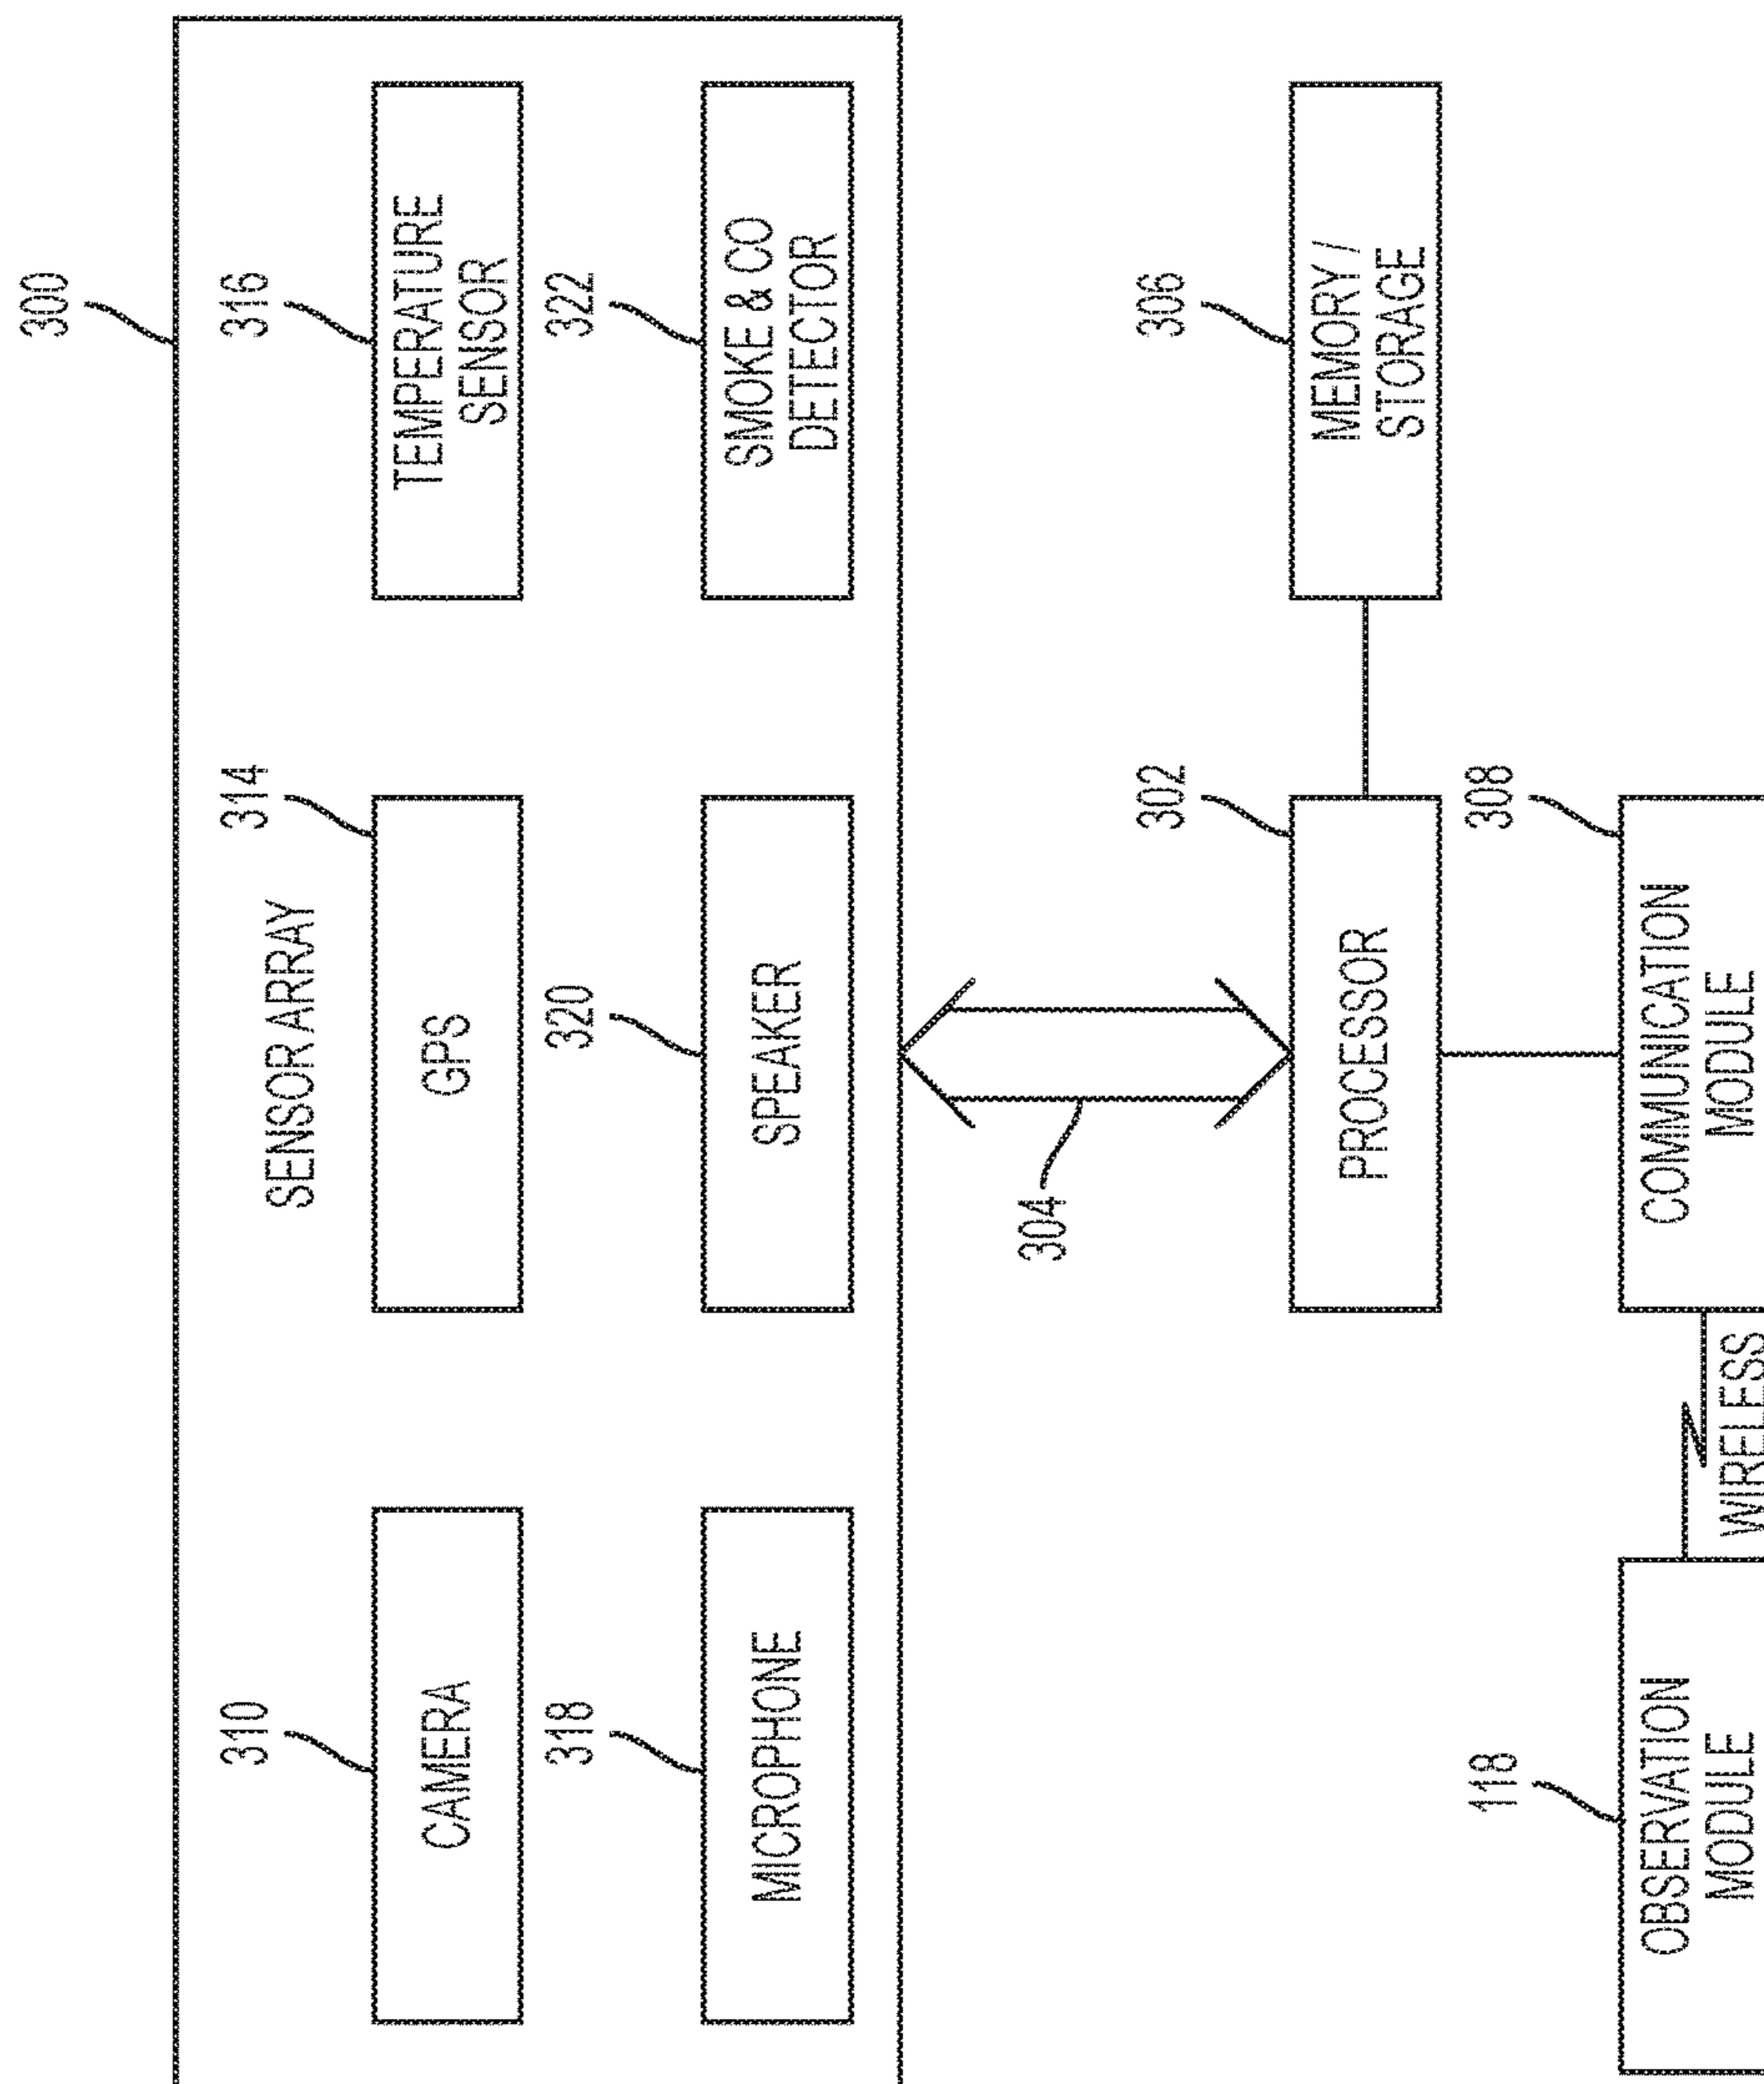 300
SENSOR ARRAY
310
314
316
CAMERA
GPS
TEMPERATURE
SENSOR
318
320
322
MICROPHONE
SPEAKER
SMOKE & CO
DETECTOR
304
302
306
PROCESSOR
MEMORY /
STORAGE
118
308
OBSERVATION
MODULE
WIRELESS
COMMUNICATION
MODULE